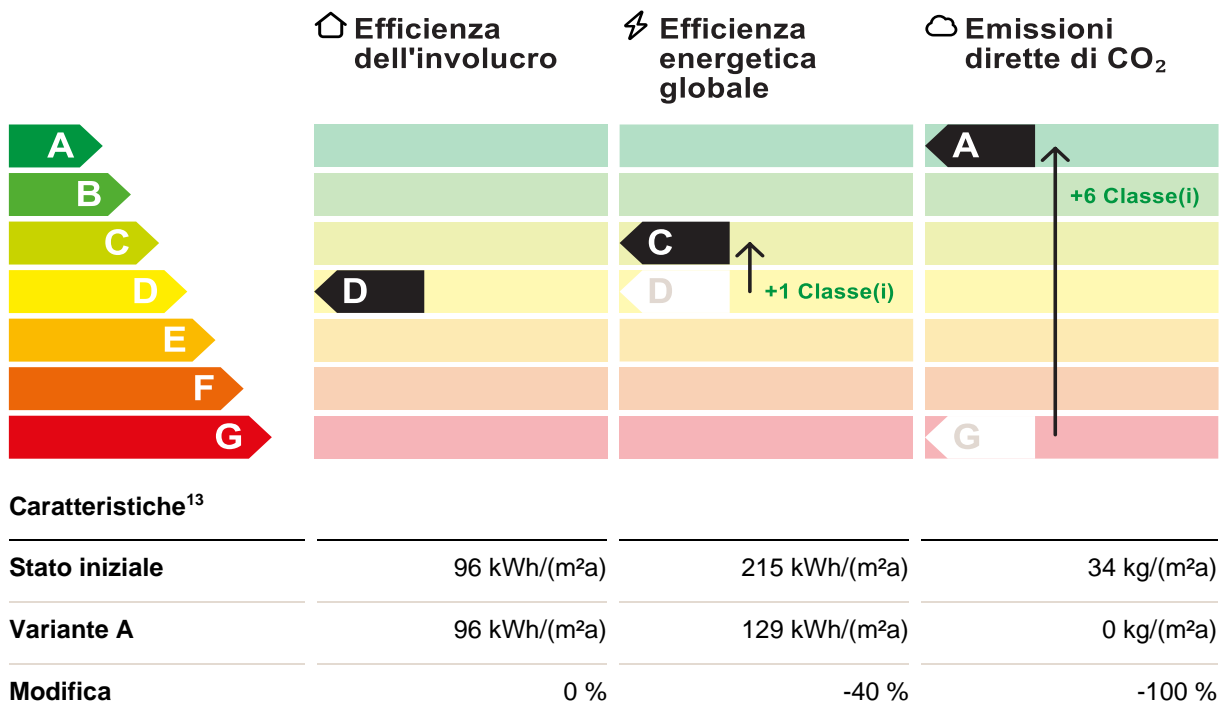 Efficienza
dell'involucro
Efficienza
energetica
globale
Emissioni
dirette di CO₂
A
B
C
D
E
F
G
D
C
D
+1 Classe(i)
A
+6 Classe(i)
G
Caratteristiche¹³
Stato iniziale 96 kWh/(m²a) 215 kWh/(m²a) 34 kg/(m²a)
Variante A 96 kWh/(m²a) 129 kWh/(m²a) 0 kg/(m²a)
Modifica 0 % -40 % -100 %